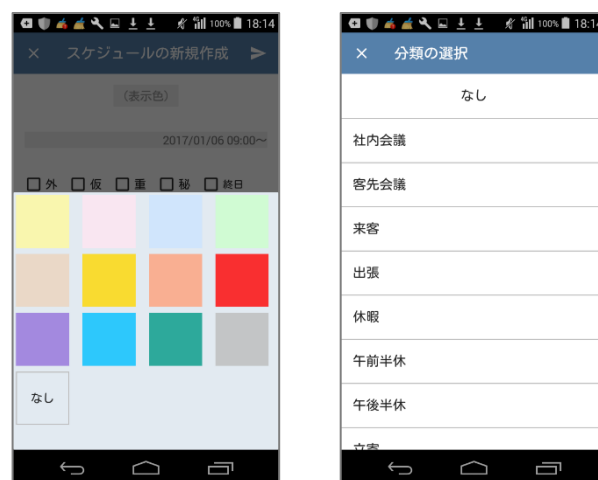 100% 18:14
スケジュールの新規作成
(表示色)
2017/01/06 09:00～
外 仮 重 秘 終日
なし
100% 18:14
分類の選択
なし
社内会議
客先会議
来客
出張
休暇
午前半休
午後半休
立寄